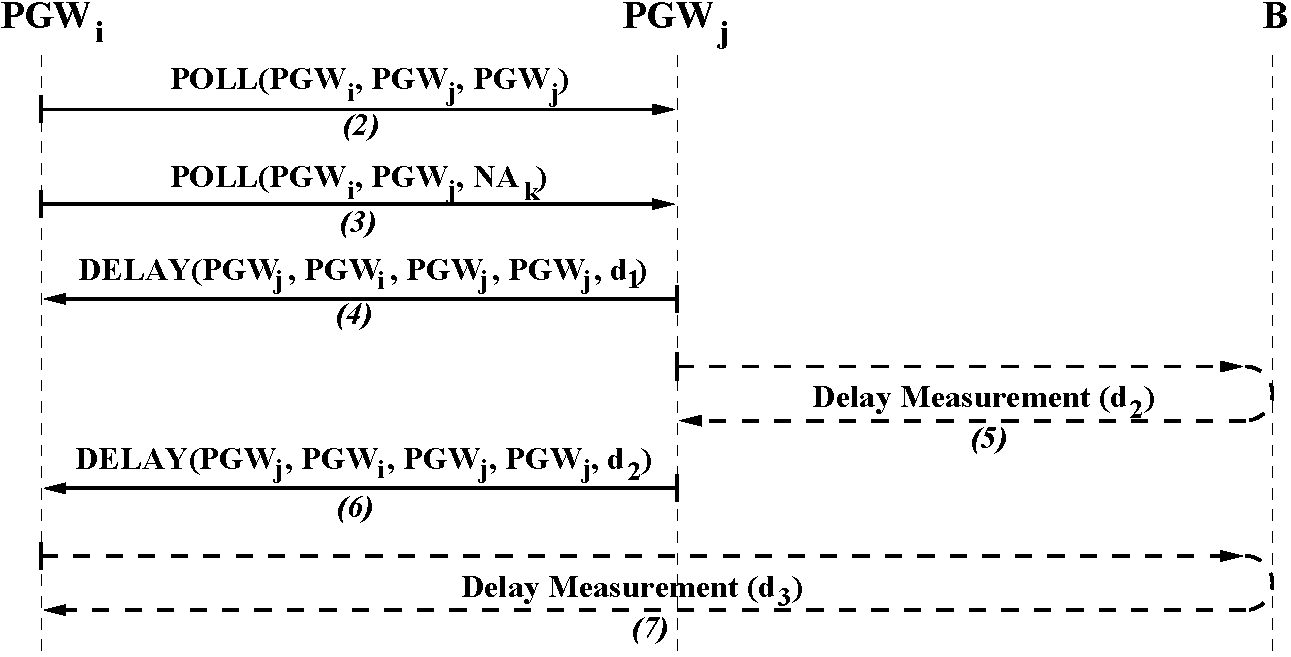 PGWi PGWj B
POLL(PGWi, PGWj, PGWj)
(2)
POLL(PGWi, PGWj, NAk)
(3)
DELAY(PGWj, PGWi, PGWj, PGWj, d1)
(4)
Delay Measurement (d2)
(5)
DELAY(PGWj, PGWi, PGWj, PGWj, d2)
(6)
Delay Measurement (d3)
(7)